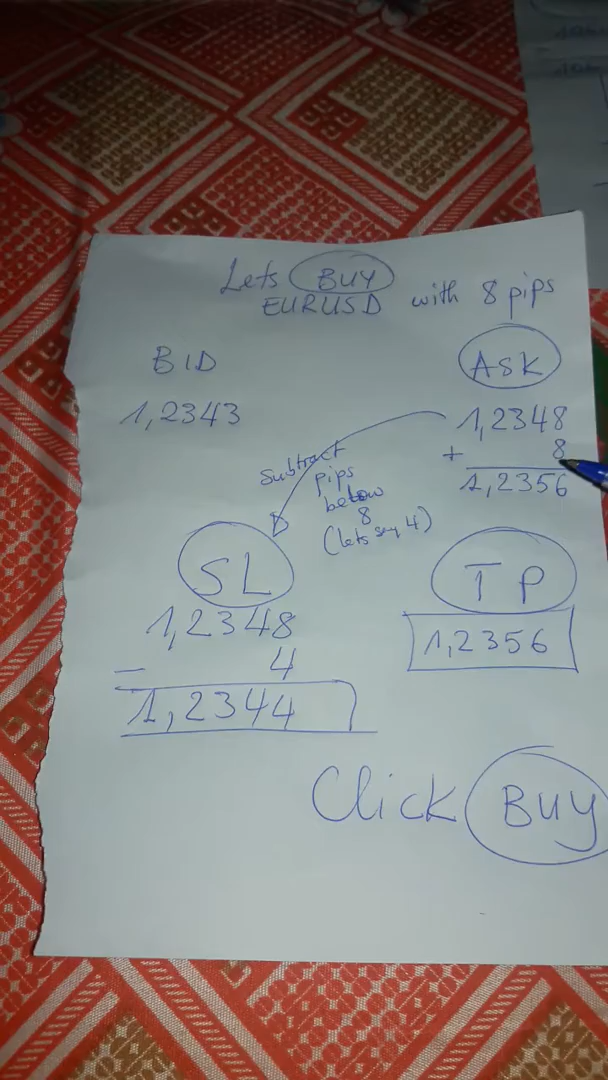 Lets BUY
EURUSD with 8 pips
BID
1,2343
ASK
1,2348
+ 8
1,2356
Subtract
pips
below
8
(lets say 4)
SL
1,2348
- 4
1,2344
TP
1,2356
Click BUY